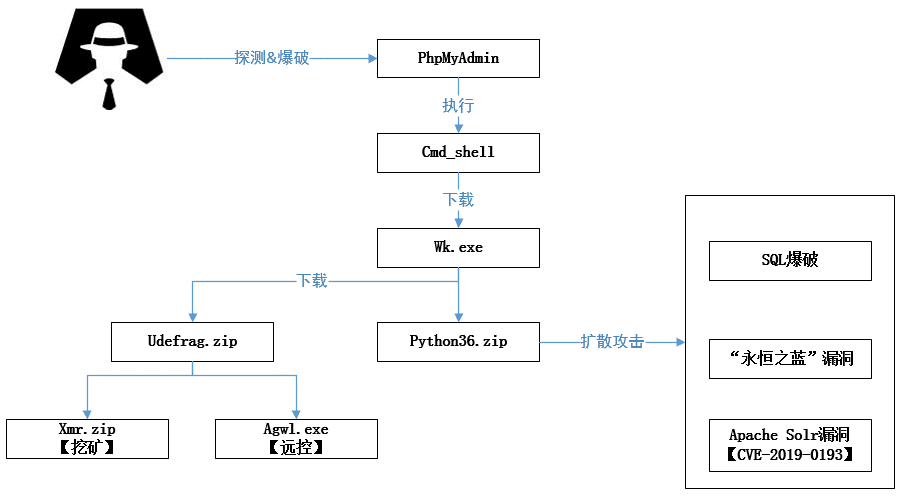 探测&爆破
PhpMyAdmin
执行
Cmd_shell
下载
Wk.exe
下载
Udefrag.zip
Python36.zip
扩散攻击
Xmr.zip
【挖矿】
Agwl.exe
【远控】
SQL爆破
“永恒之蓝”漏洞
Apache Solr漏洞
【CVE-2019-0193】